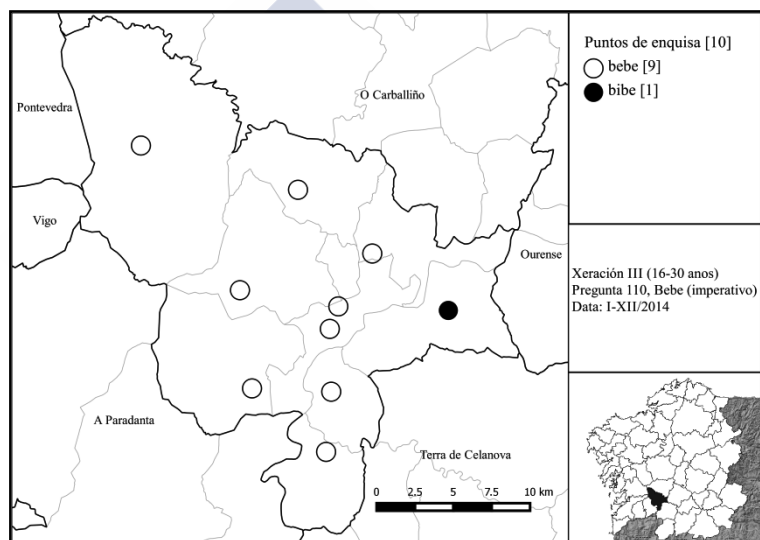 Pontevedra
O Carballiño
Vigo
Ourense
A Paradanta
Terra de Celanova
0 2,5 5 7,5 10 km
Puntos de enquisa [10]
bebe [9]
bibe [1]
Xeración III (16-30 anos)
Pregunta 110, Bebe (imperativo)
Data: I-XII/2014